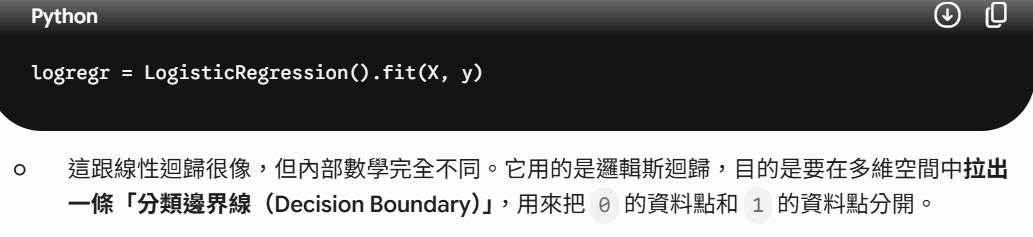 Python
logregr = LogisticRegression().fit(X, y)
這跟線性迴歸很像，但內部數學完全不同。它用的是邏輯斯迴歸，目的是要在多維空間中拉出
一條「分類邊界線（Decision Boundary）」，用來把 0 的資料點和 1 的資料點分開。